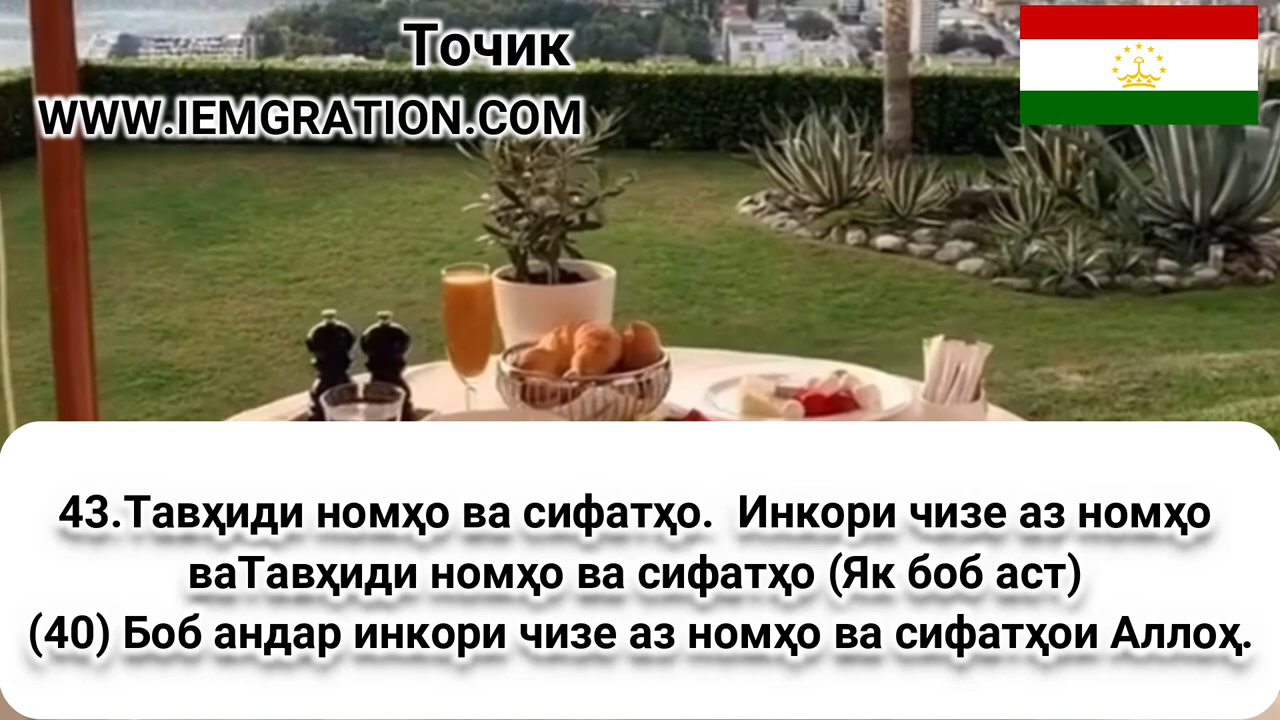 Точик
WWW.IEMGRATION.COM
43.Тавҳиди номҳо ва сифатҳо.  Инкори чизе аз номҳо
ваТавҳиди номҳо ва сифатҳо (Як боб аст)
(40) Боб андар инкори чизе аз номҳо ва сифатҳои Аллоҳ.